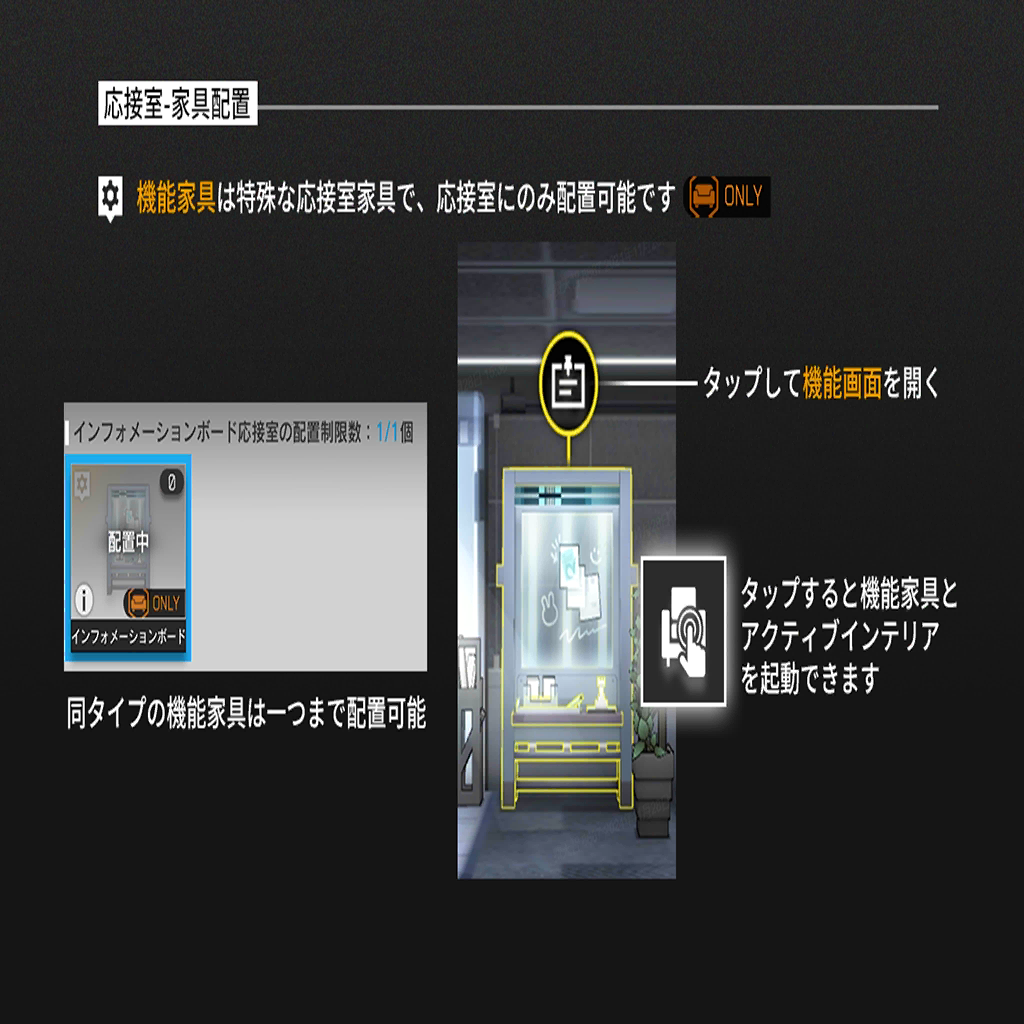 応接室-家具配置
機能家具は特殊な応接室家具で、応接室にのみ配置可能です ONLY
タップして機能画面を開く
インフォメーションボード応接室の配置制限数：1/1個
0
配置中
i ONLY
インフォメーションボード
同タイプの機能家具は一つまで配置可能
タップすると機能家具と
アクティブインテリア
を起動できます